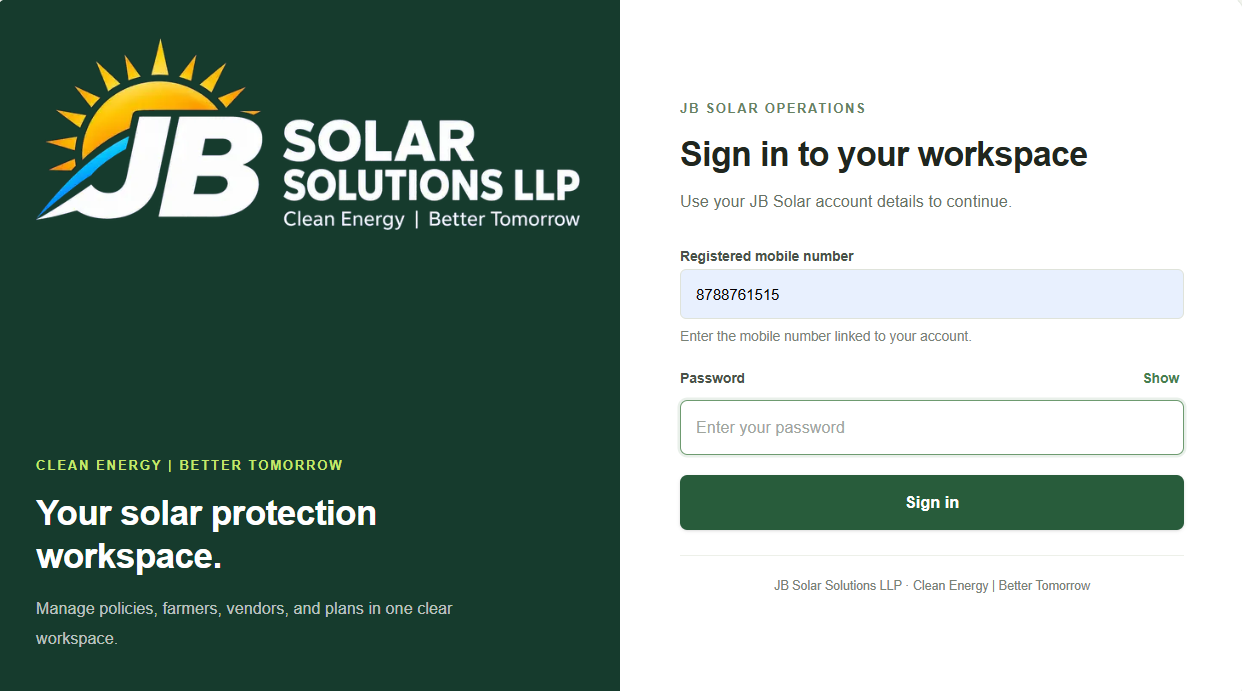 JB
SOLAR
SOLUTIONS LLP
Clean Energy | Better Tomorrow
CLEAN ENERGY | BETTER TOMORROW
Your solar protection
workspace.
Manage policies, farmers, vendors, and plans in one clear
workspace.
JB SOLAR OPERATIONS
Sign in to your workspace
Use your JB Solar account details to continue.
Registered mobile number
8788761515
Enter the mobile number linked to your account.
Password
Show
Enter your password
Sign in
JB Solar Solutions LLP · Clean Energy | Better Tomorrow